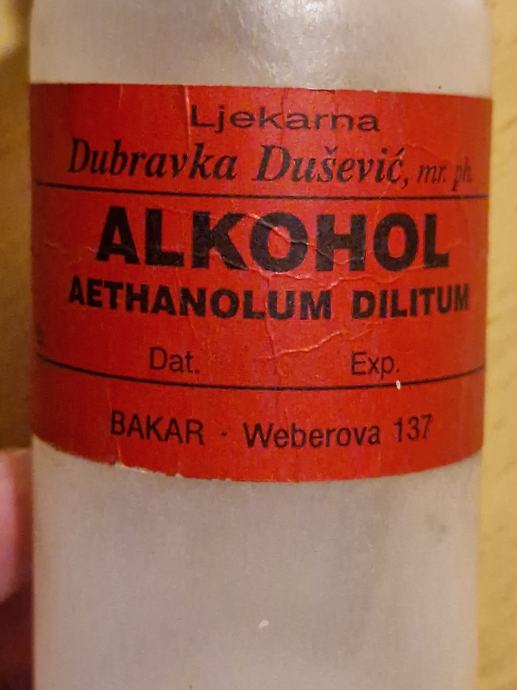 Ljekarna
Dubravka Dušević, mr. ph.
ALKOHOL
AETHANOLUM DILITUM
Dat. Exp.
BAKAR - Weberova 137